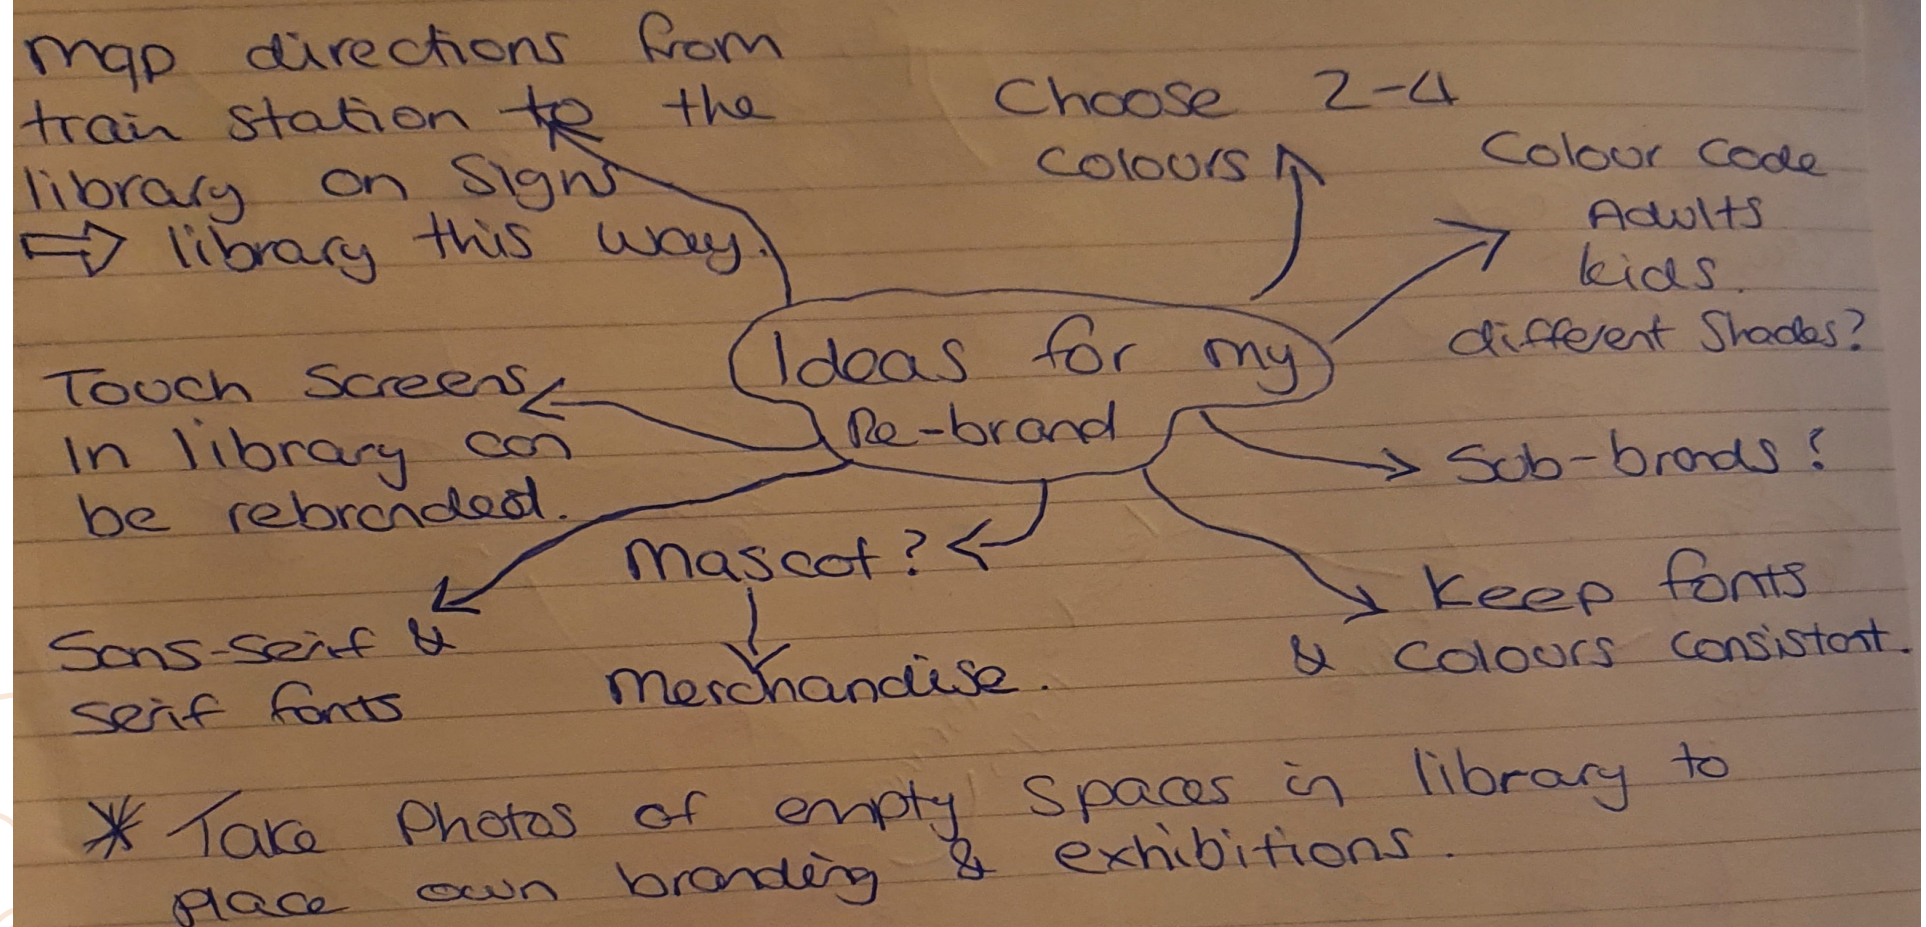 Map directions from
train station to the
library on signs
⇒ library this way.
Choose 2-4
colours
Colour code
Adults
kids.
different shades?
Ideas for my
Re-brand
Touch screens
in library can
be rebranded.
Sub-brands?
Mascot?
Merchandise.
Keep fonts
& colours consistent.
Sans-serif &
serif fonts
* Take photos of empty spaces in library to
place own branding & exhibitions.